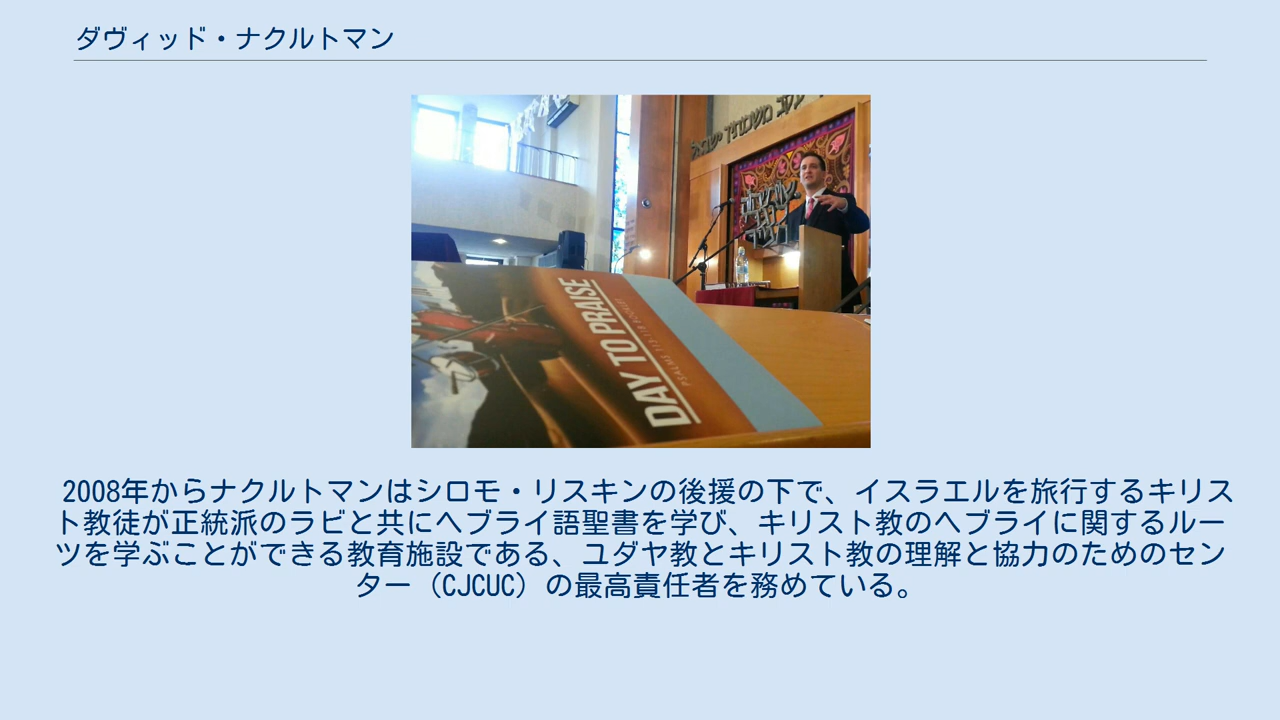 ダヴィッド・ナクルトマン
משמחיך ישראל
DAY TO PRAISE
PSALMS 113-118
2008年からナクルトマンはシロモ・リスキンの後援の下で、イスラエルを旅行するキリス
ト教徒が正統派のラビと共にヘブライ語聖書を学び、キリスト教のヘブライに関するルー
ツを学ぶことができる教育施設である、ユダヤ教とキリスト教の理解と協力のためのセン
ター（CJCUC）の最高責任者を務めている。